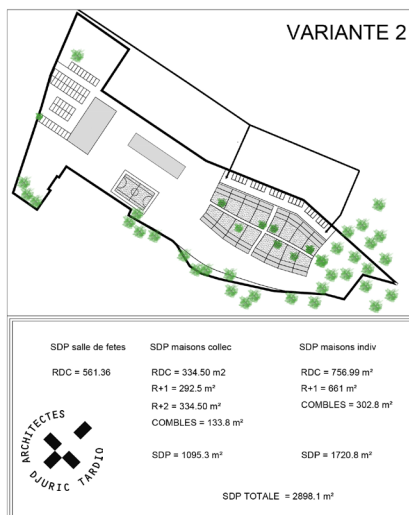 VARIANTE 2
SDP salle de fetes
RDC = 561.36
SDP maisons collec
RDC = 334.50 m2
R+1 = 292.5 m²
R+2 = 334.50 m²
COMBLES = 133.8 m²
SDP = 1095.3 m²
SDP maisons indiv
RDC = 756.99 m²
R+1 = 661 m²
COMBLES = 302.8 m²
SDP = 1720.8 m²
SDP TOTALE = 2898.1 m²
ARCHITECTES
DJURIC TARDIO